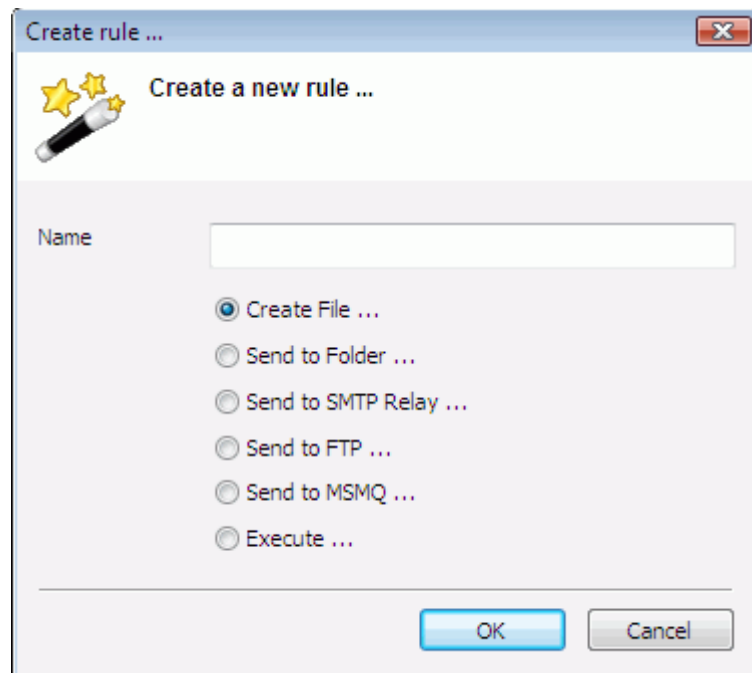 Create rule ...
Create a new rule ...
Name
Create File ...
Send to Folder ...
Send to SMTP Relay ...
Send to FTP ...
Send to MSMQ ...
Execute ...
OK
Cancel